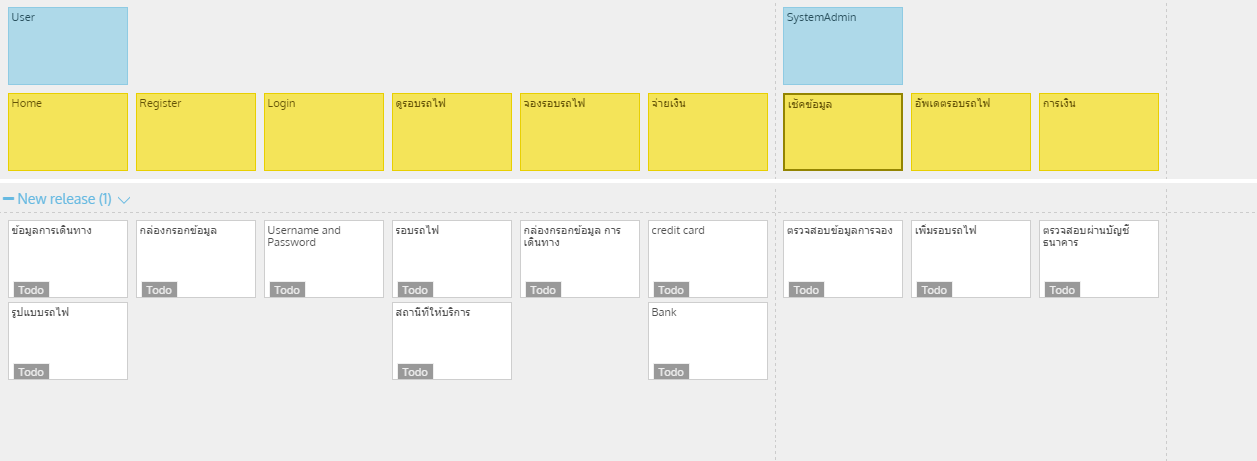 User
SystemAdmin
Home
Register
Login
ดูรอบรถไฟ
จองรอบรถไฟ
จ่ายเงิน
เช็คข้อมูล
อัพเดตรอบรถไฟ
การเงิน
New release (1)
ข้อมูลการเดินทาง
Todo
กล่องกรอกข้อมูล
Todo
Username and
Password
Todo
รอบรถไฟ
Todo
กล่องกรอกข้อมูล การ
เดินทาง
Todo
credit card
Todo
ตรวจสอบข้อมูลการจอง
Todo
เพิ่มรอบรถไฟ
Todo
ตรวจสอบผ่านบัญชี
ธนาคาร
Todo
รูปแบบรถไฟ
Todo
สถานีที่ให้บริการ
Todo
Bank
Todo